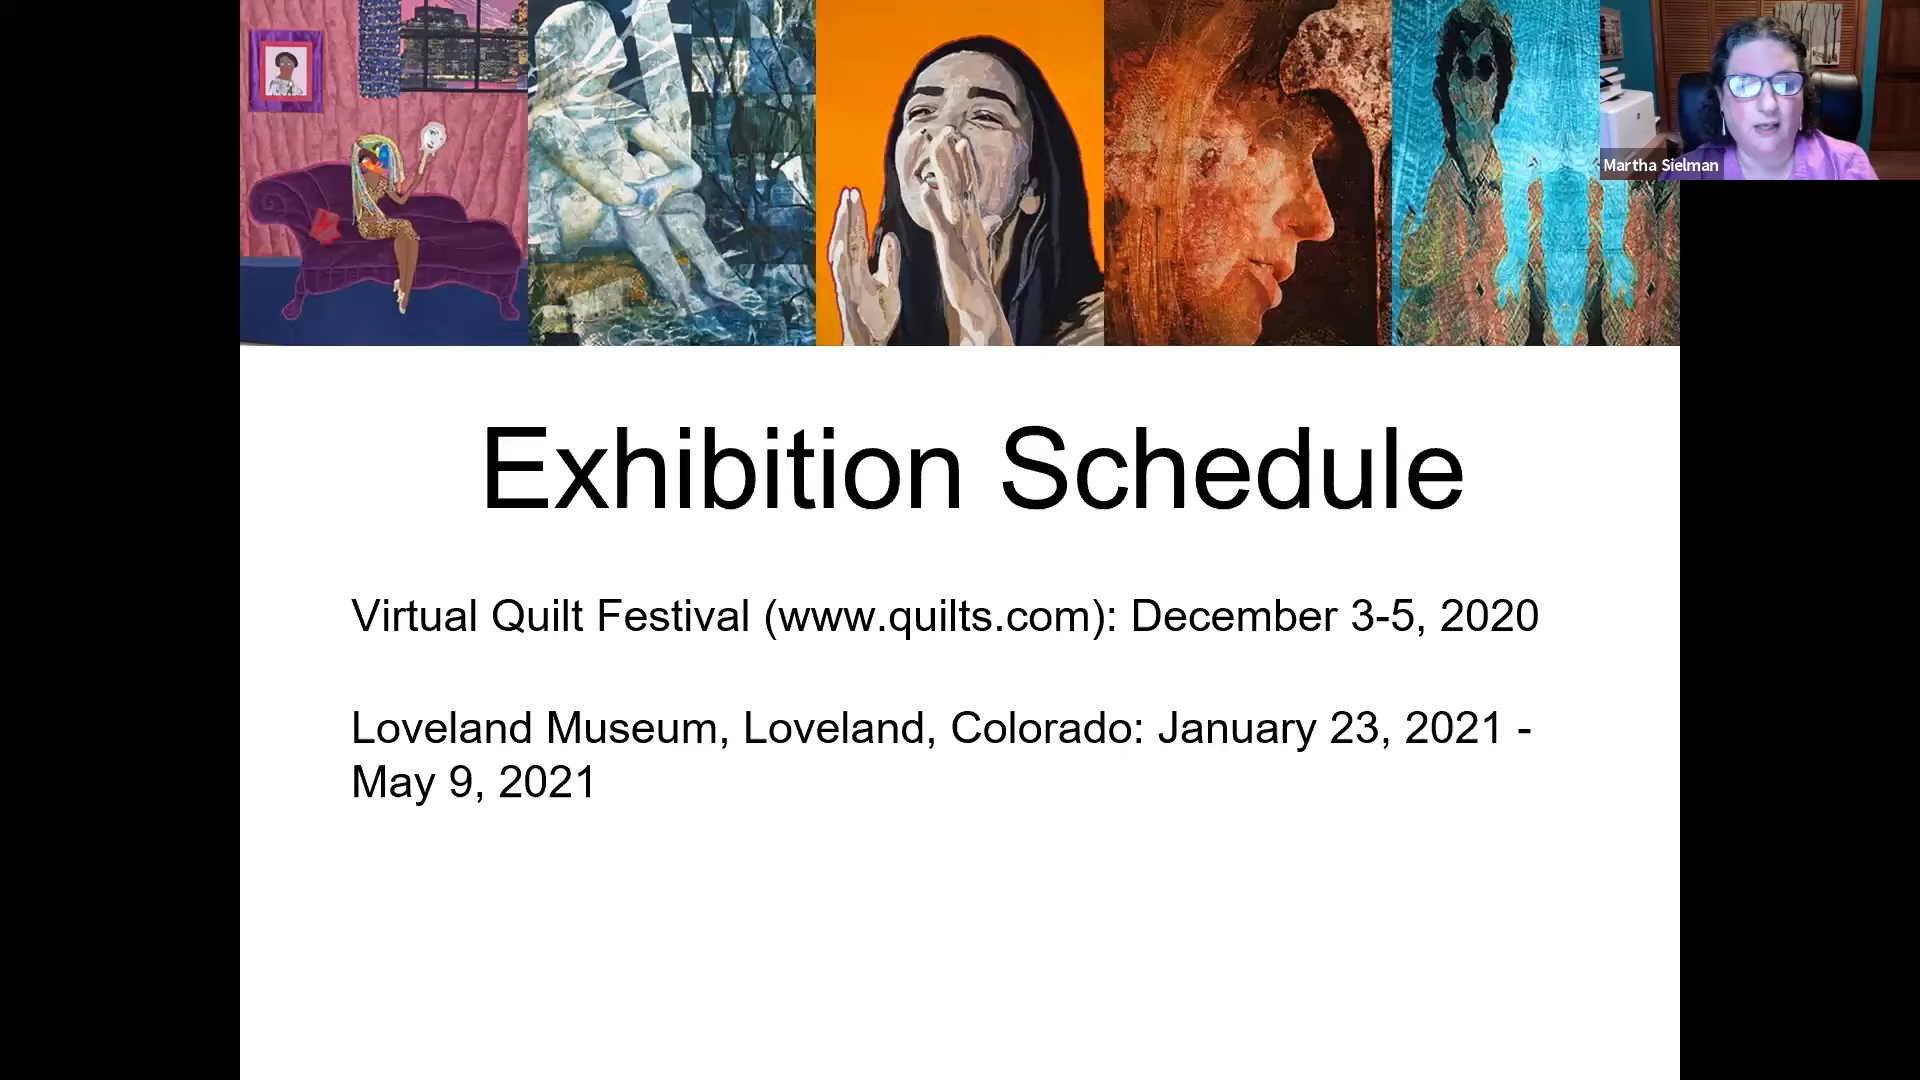 Martha Sielman
Exhibition Schedule
Virtual Quilt Festival (www.quilts.com): December 3-5, 2020
Loveland Museum, Loveland, Colorado: January 23, 2021 -
May 9, 2021